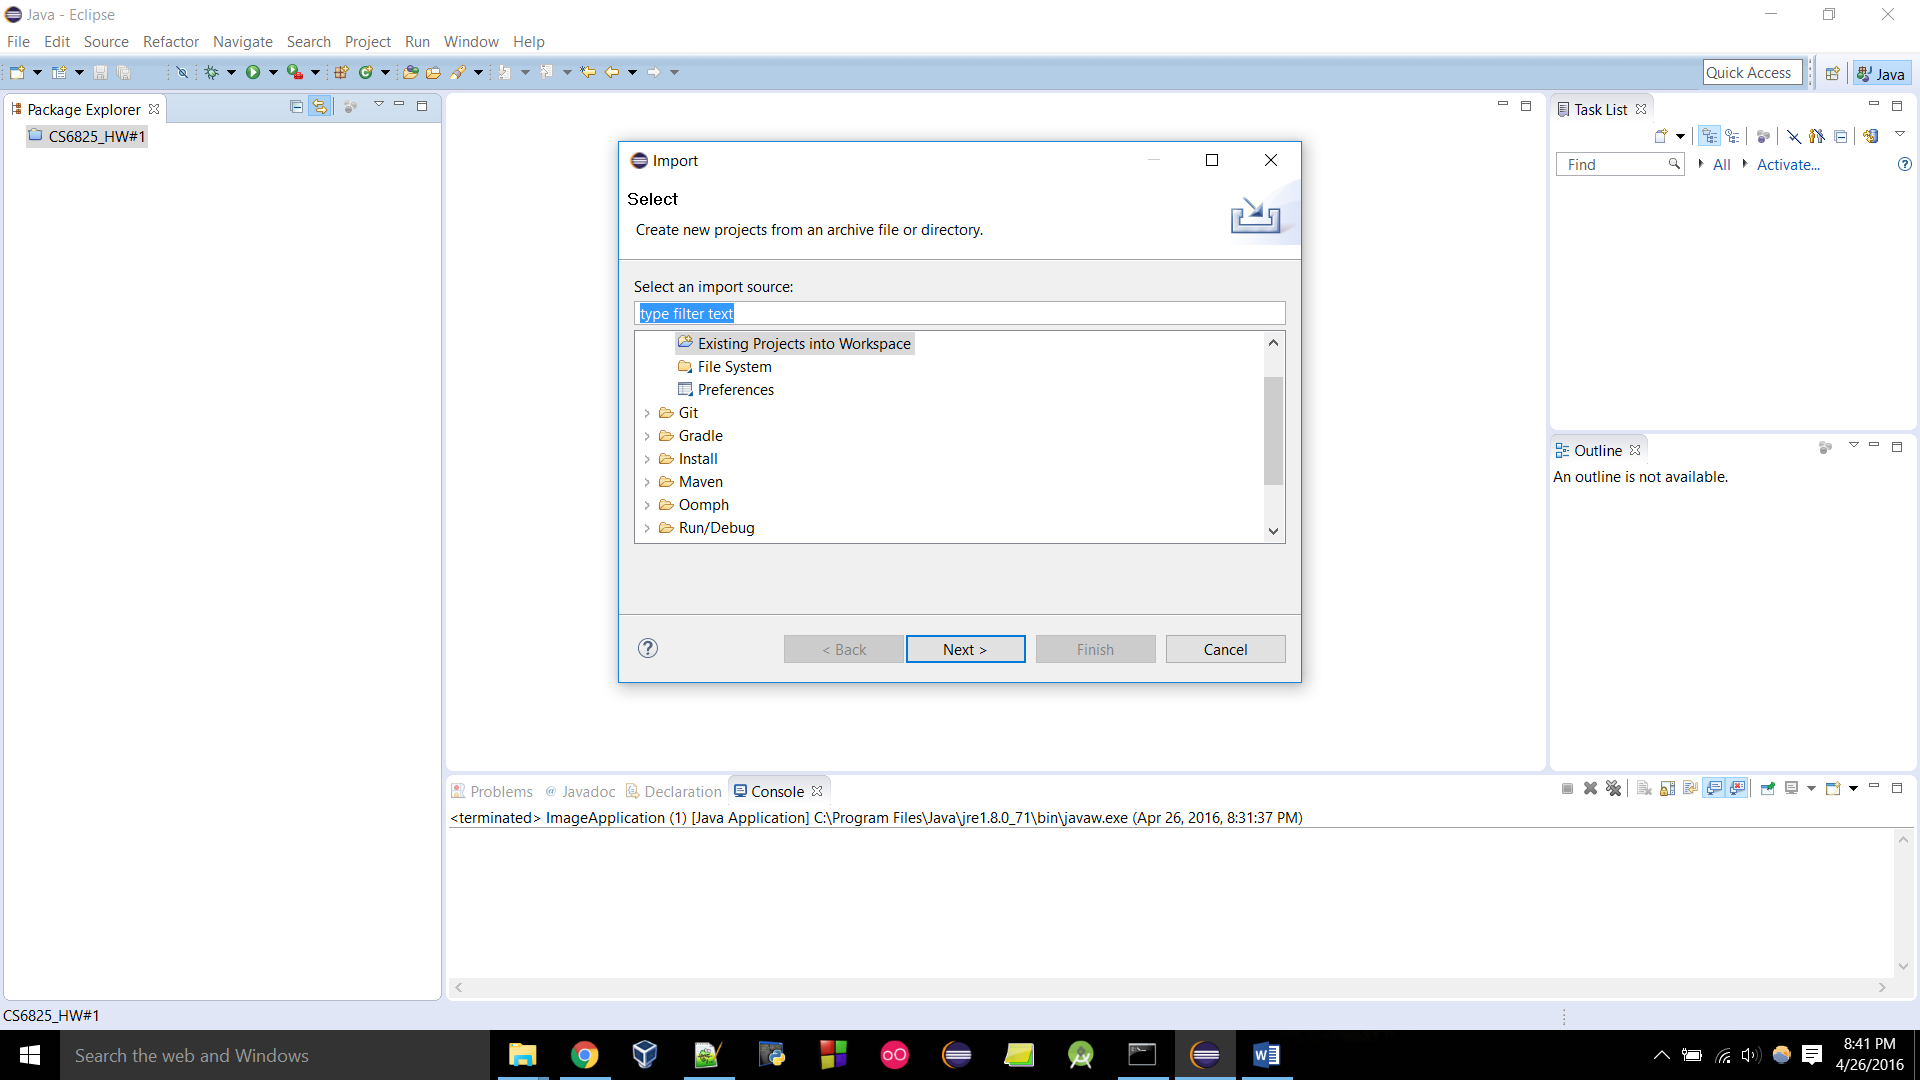 Java - Eclipse
File Edit Source Refactor Navigate Search Project Run Window Help
Quick Access
Java
Package Explorer
CS6825_HW#1
Import
Select
Create new projects from an archive file or directory.
Select an import source:
type filter text
Existing Projects into Workspace
File System
Preferences
Git
Gradle
Install
Maven
Oomph
Run/Debug
< Back Next > Finish Cancel
Task List
Find All Activate...
Outline
An outline is not available.
Problems @ Javadoc Declaration Console
<terminated> ImageApplication (1) [Java Application] C:\Program Files\Java\jre1.8.0_71\bin\javaw.exe (Apr 26, 2016, 8:31:37 PM)
CS6825_HW#1
Search the web and Windows
8:41 PM
4/26/2016